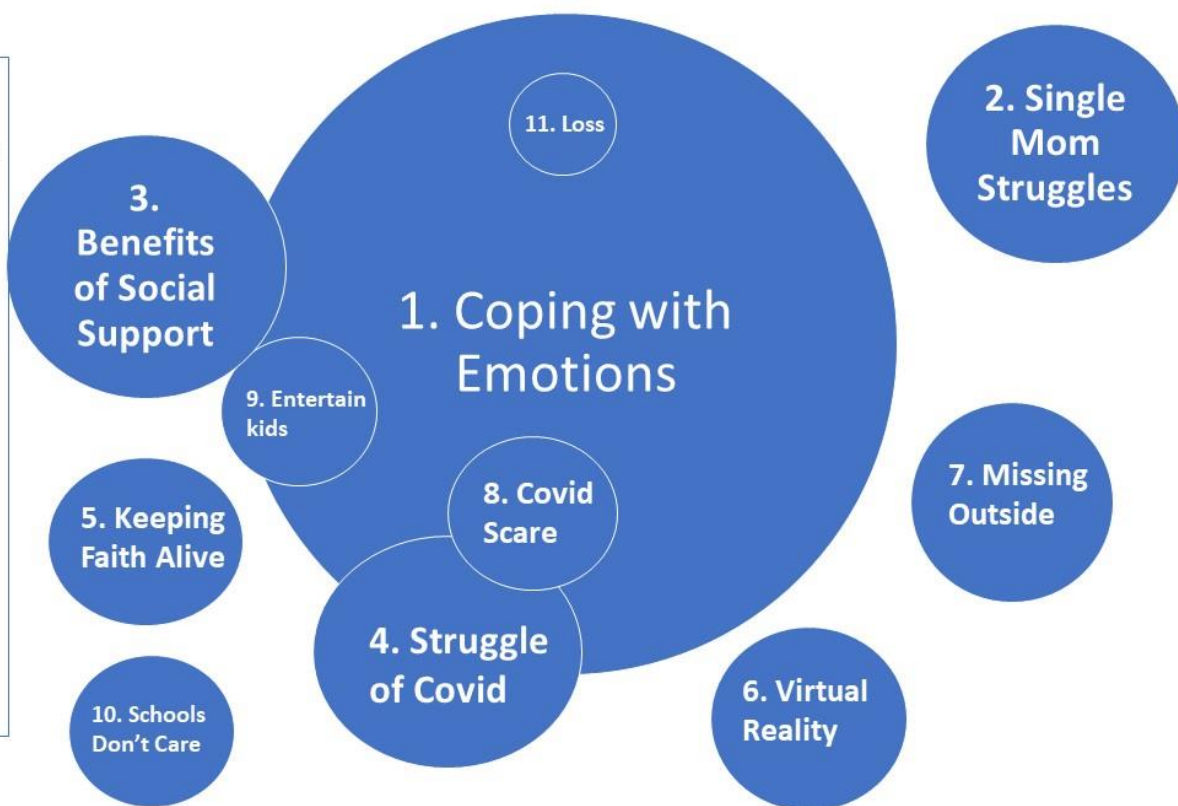 1. Coping with
Emotions
2. Single
Mom
Struggles
3.
Benefits
of Social
Support
4. Struggle
of Covid
5. Keeping
Faith Alive
6. Virtual
Reality
7. Missing
Outside
8. Covid
Scare
9. Entertain
kids
10. Schools
Don’t Care
11. Loss